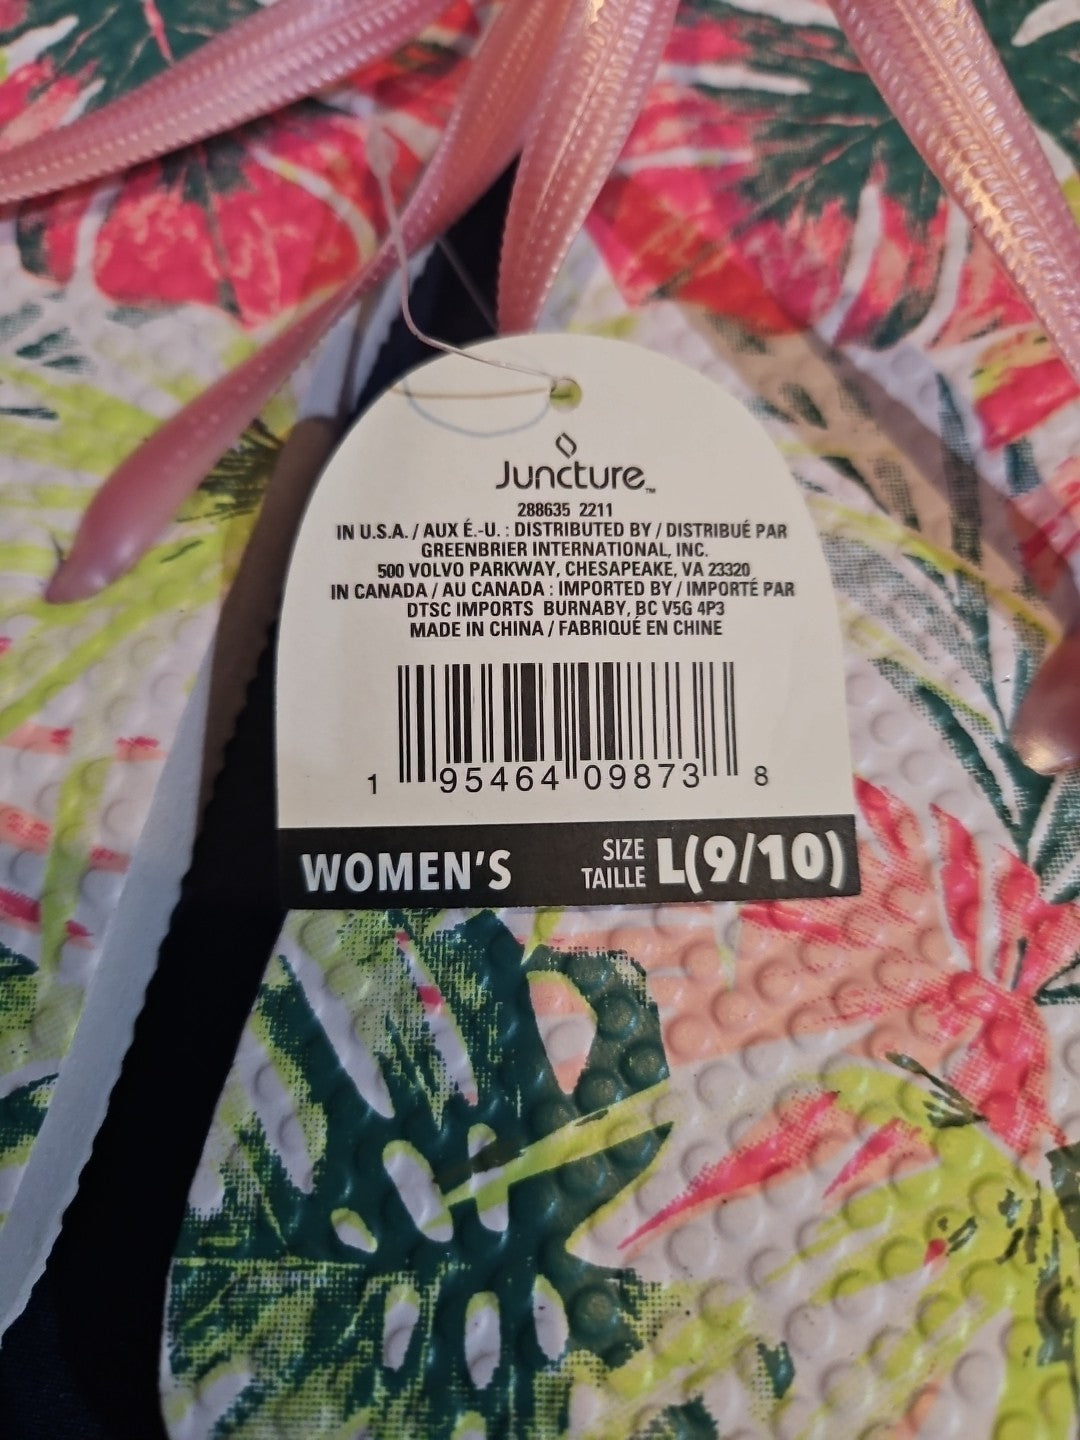 Juncture™
288635 2211
IN U.S.A. / AUX É.-U. : DISTRIBUTED BY / DISTRIBUÉ PAR
GREENBRIER INTERNATIONAL, INC.
500 VOLVO PARKWAY, CHESAPEAKE, VA 23320
IN CANADA / AU CANADA : IMPORTED BY / IMPORTÉ PAR
DTSC IMPORTS BURNABY, BC V5G 4P3
MADE IN CHINA / FABRIQUÉ EN CHINE
1 95464 09873 8
WOMEN'S SIZE TAILLE L(9/10)